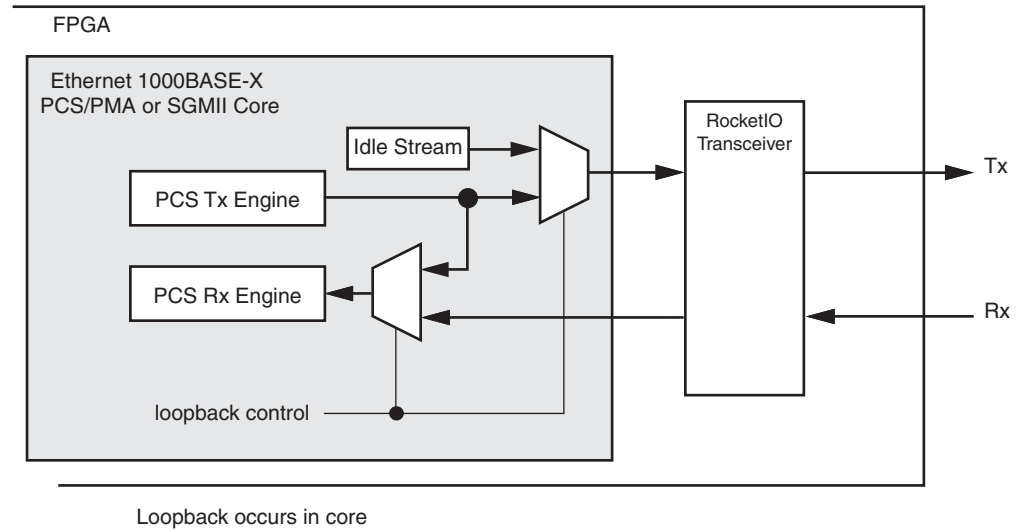 FPGA
Ethernet 1000BASE-X
PCS/PMA or SGMII Core
Idle Stream
RocketIO
Transceiver
Tx
PCS Tx Engine
PCS Rx Engine
Rx
loopback control
Loopback occurs in core